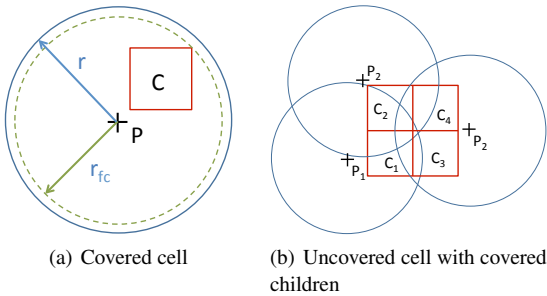 r
C
P
r_fc
P_2
C_2
C_4
P_2
P_1
C_1
C_3
(a) Covered cell
(b) Uncovered cell with covered
children